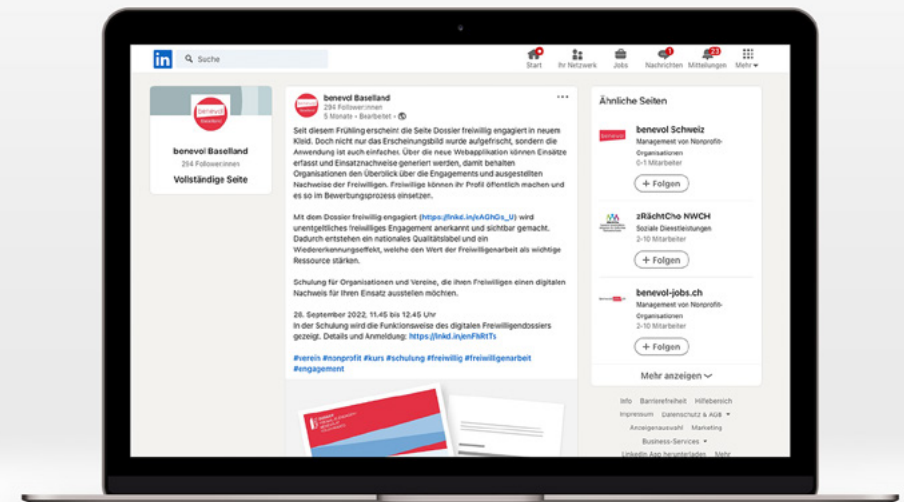 in
Suche
Start
Ihr Netzwerk
Jobs
Nachrichten
Mitteilungen
Mehr
23
benevol
Baselland
benevol Baselland
294 Follower:innen
Vollständige Seite
benevol Baselland
294 Follower:innen
5 Monate • Bearbeitet •
Seit diesem Frühling erscheint die Seite Dossier freiwillig engagiert in neuem
Kleid. Doch nicht nur das Erscheinungsbild wurde aufgefrischt, sondern die
Anwendung ist auch einfacher. Über die neue Webapplikation können Einsätze
erfasst und Einsatznachweise generiert werden, damit behalten
Organisationen den Überblick über die Engagements und ausgestellten
Nachweise der Freiwilligen. Freiwillige können ihr Profil öffentlich machen und
es so im Bewerbungsprozess einsetzen.
Mit dem Dossier freiwillig engagiert (https://lnkd.in/eAGhGs_U) wird
unentgeltliches freiwilliges Engagement anerkannt und sichtbar gemacht.
Dadurch entstehen ein nationales Qualitätslabel und ein
Wiedererkennungseffekt, welche den Wert der Freiwilligenarbeit als wichtige
Ressource stärken.
Schulung für Organisationen und Vereine, die ihren Freiwilligen einen digitalen
Nachweis für Ihren Einsatz ausstellen möchten.
26. September 2022, 11.45 bis 12.45 Uhr
In der Schulung wird die Funktionsweise des digitalen Freiwilligendossiers
gezeigt. Details und Anmeldung:
#verein #nonprofit #kurs #schulung #freiwillig #freiwilligenarbeit
#engagement
Ähnliche Seiten
benevol
benevol Schweiz
Management von Nonprofit-
Organisationen
0-1 Mitarbeiter
+ Folgen
zRächtCho NWCH
Soziale Dienstleistungen
2-10 Mitarbeiter
+ Folgen
benevol-jobs.ch
Management von Nonprofit-
Organisationen
2-10 Mitarbeiter
+ Folgen
Mehr anzeigen
Info Barrierefreiheit Hilfebereich
Impressum Datenschutz & AGB
Anzeigenauswahl Marketing
Business-Services
LinkedIn App herunterladen Mehr